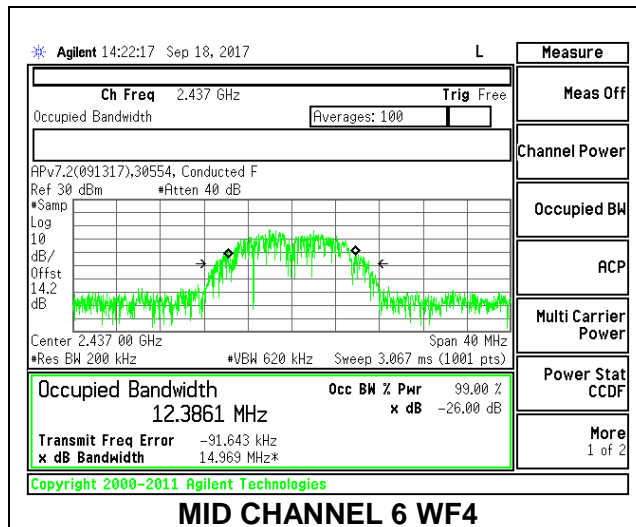 Agilent 14:22:17 Sep 18, 2017 L
Measure
Ch Freq 2.437 GHz Trig Free
Meas Off
Occupied Bandwidth Averages: 100
Channel Power
APv7.2(091317),30554, Conducted F
Ref 30 dBm #Atten 40 dB
#Samp
Log
10
dB/
Offst
14.2
dB
Occupied BW
ACP
Center 2.437 00 GHz Span 40 MHz
#Res BW 200 kHz #VBW 620 kHz Sweep 3.067 ms (1001 pts)
Multi Carrier
Power
Occupied Bandwidth Occ BW % Pwr 99.00 %
12.3861 MHz x dB -26.00 dB
Power Stat
CCDF
Transmit Freq Error -91.643 kHz
x dB Bandwidth 14.969 MHz*
More
1 of 2
Copyright 2000-2011 Agilent Technologies
MID CHANNEL 6 WF4